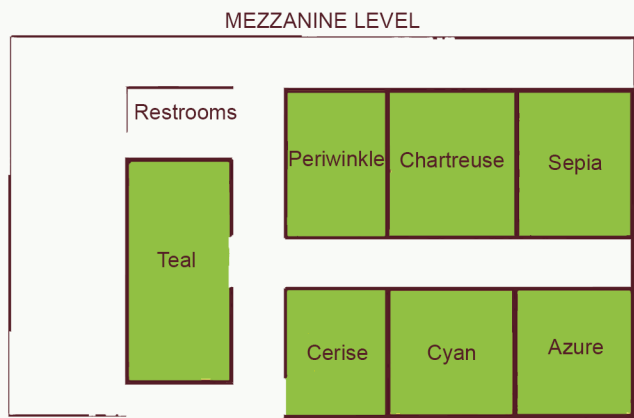 MEZZANINE LEVEL
Restrooms
Periwinkle
Chartreuse
Sepia
Teal
Cerise
Cyan
Azure